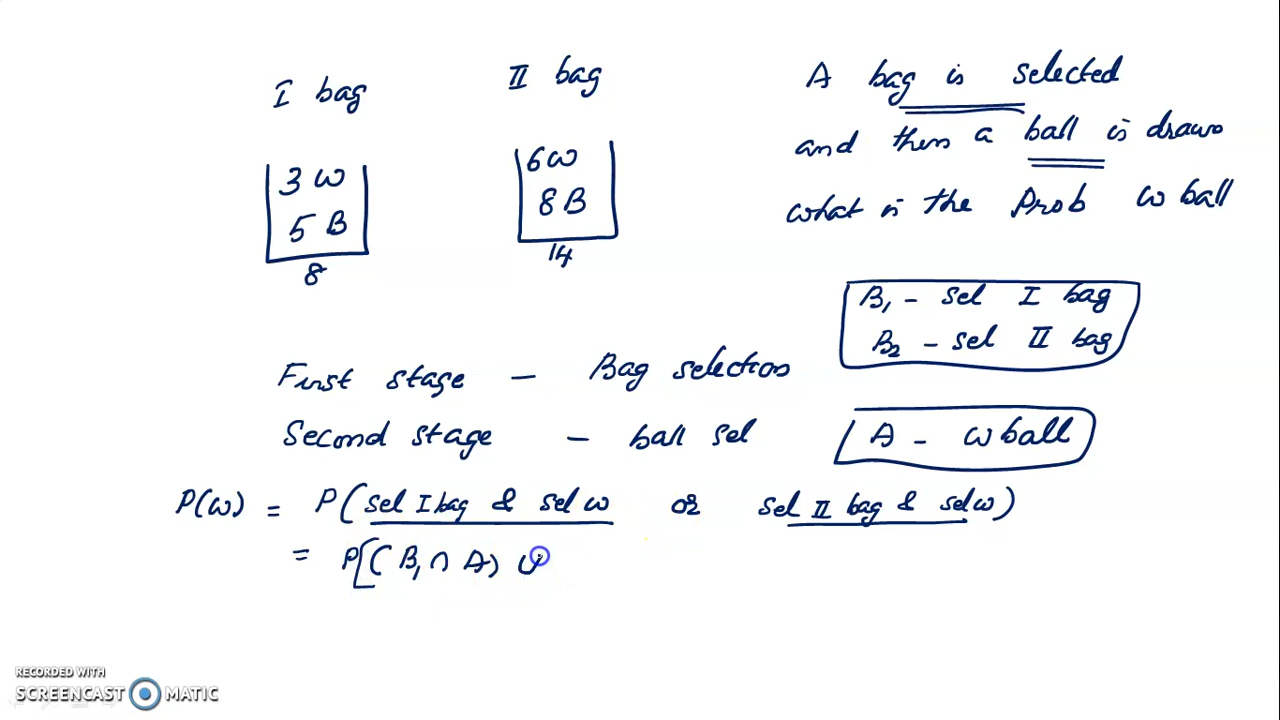 I bag
II bag
3 W
5 B
8
6W
8 B
14
A bag is selected
and then a ball is drawn
what is the Prob W ball
B₁ - sel I bag
B₂ - sel II bag
First stage - Bag selection
Second stage - ball sel
A - W ball
P(W) = P( sel I bag & sel W or sel II bag & sel W )
= P[( B₁ ∩ A) ∪
RECORDED WITH
SCREENCAST MATIC